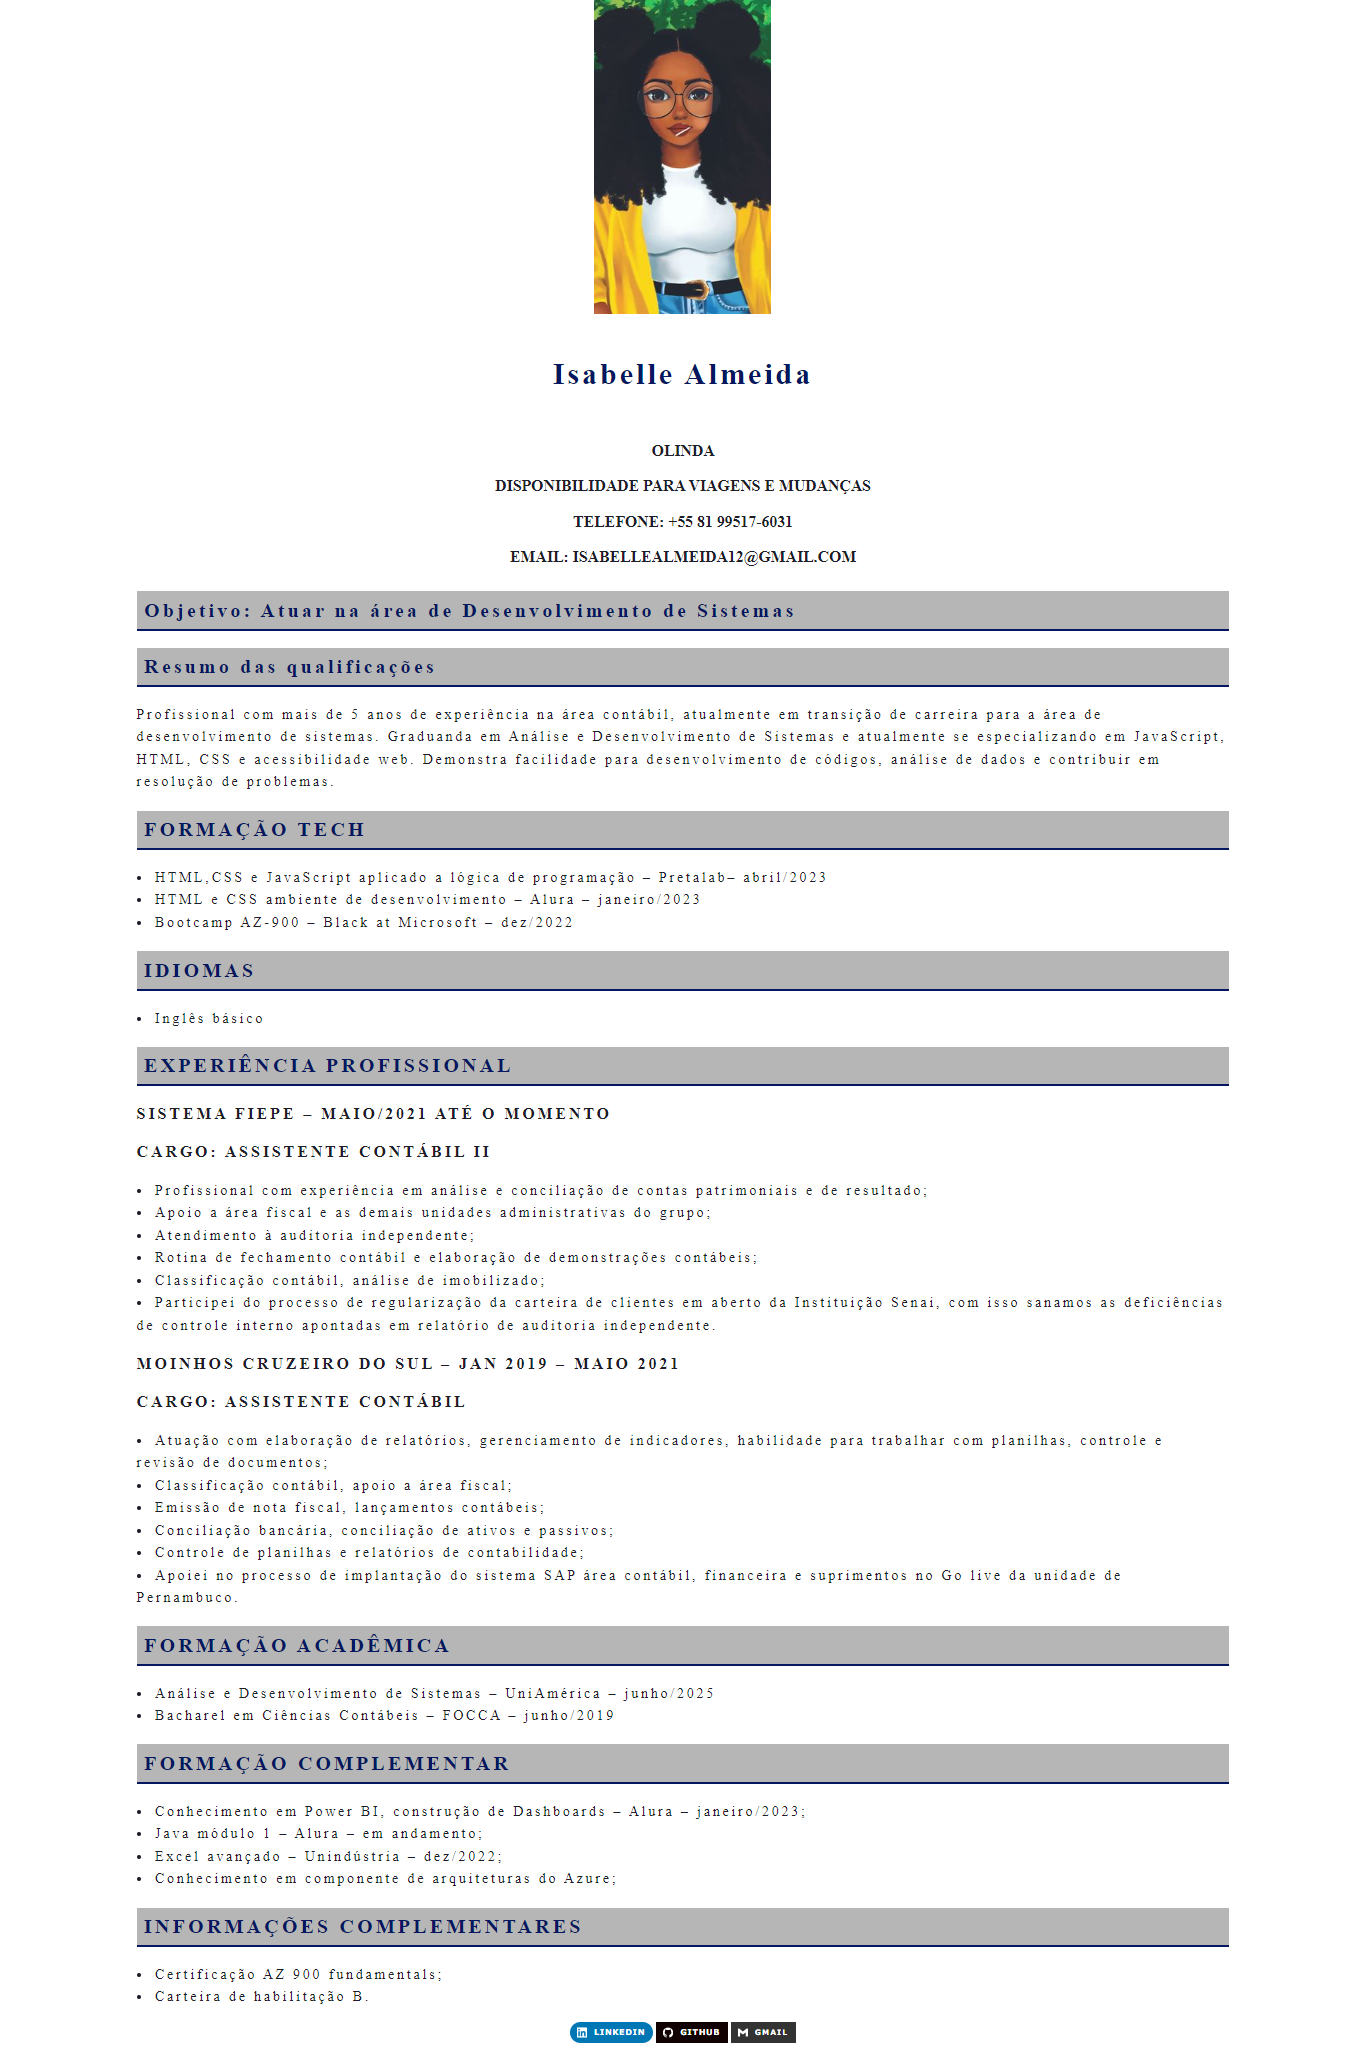 Isabelle Almeida
OLINDA
DISPONIBILIDADE PARA VIAGENS E MUDANÇAS
TELEFONE: +55 81 99517-6031
EMAIL: ISABELLEALMEIDA12@GMAIL.COM
Objetivo: Atuar na área de Desenvolvimento de Sistemas
Resumo das qualificações
Profissional com mais de 5 anos de experiência na área contábil, atualmente em transição de carreira para a área de
desenvolvimento de sistemas. Graduanda em Análise e Desenvolvimento de Sistemas e atualmente se especializando em JavaScript,
HTML, CSS e acessibilidade web. Demonstra facilidade para desenvolvimento de códigos, análise de dados e contribuir em
resolução de problemas.
FORMAÇÃO TECH
• HTML,CSS e JavaScript aplicado a lógica de programação – Pretalab– abril/2023
• HTML e CSS ambiente de desenvolvimento – Alura – janeiro/2023
• Bootcamp AZ-900 – Black at Microsoft – dez/2022
IDIOMAS
• Inglês básico
EXPERIÊNCIA PROFISSIONAL
SISTEMA FIEPE – MAIO/2021 ATÉ O MOMENTO
CARGO: ASSISTENTE CONTÁBIL II
• Profissional com experiência em análise e conciliação de contas patrimoniais e de resultado;
• Apoio a área fiscal e as demais unidades administrativas do grupo;
• Atendimento à auditoria independente;
• Rotina de fechamento contábil e elaboração de demonstrações contábeis;
• Classificação contábil, análise de imobilizado;
• Participei do processo de regularização da carteira de clientes em aberto da Instituição Senai, com isso sanamos as deficiências
de controle interno apontadas em relatório de auditoria independente.
MOINHOS CRUZEIRO DO SUL – JAN 2019 – MAIO 2021
CARGO: ASSISTENTE CONTÁBIL
• Atuação com elaboração de relatórios, gerenciamento de indicadores, habilidade para trabalhar com planilhas, controle e
revisão de documentos;
• Classificação contábil, apoio a área fiscal;
• Emissão de nota fiscal, lançamentos contábeis;
• Conciliação bancária, conciliação de ativos e passivos;
• Controle de planilhas e relatórios de contabilidade;
• Apoiei no processo de implantação do sistema SAP área contábil, financeira e suprimentos no Go live da unidade de
Pernambuco.
FORMAÇÃO ACADÊMICA
• Análise e Desenvolvimento de Sistemas – UniAmérica – junho/2025
• Bacharel em Ciências Contábeis – FOCCA – junho/2019
FORMAÇÃO COMPLEMENTAR
• Conhecimento em Power BI, construção de Dashboards – Alura – janeiro/2023;
• Java módulo 1 – Alura – em andamento;
• Excel avançado – Unindústria – dez/2022;
• Conhecimento em componente de arquiteturas do Azure;
INFORMAÇÕES COMPLEMENTARES
• Certificação AZ 900 fundamentals;
• Carteira de habilitação B.
LINKEDIN GITHUB GMAIL